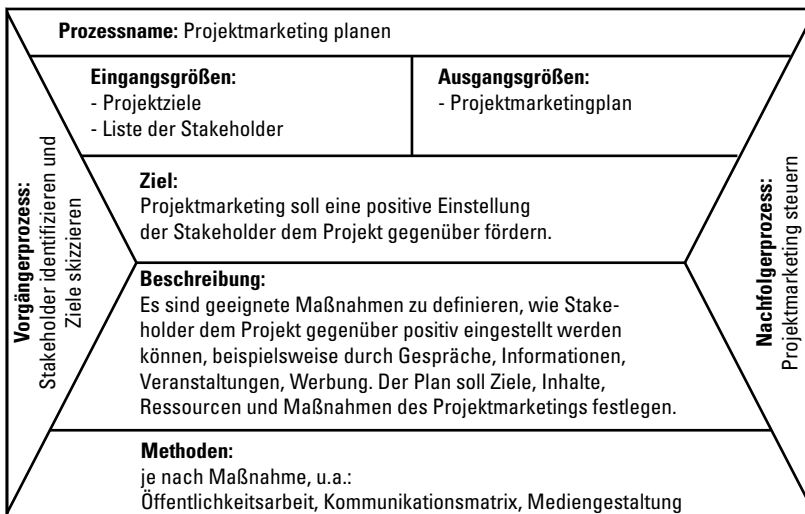 Prozessname: Projektmarketing planen
Eingangsgrößen:
- Projektziele
- Liste der Stakeholder
Ausgangsgrößen:
- Projektmarketingplan
Vorgängerprozess:
Stakeholder identifizieren und
Ziele skizzieren
Ziel:
Projektmarketing soll eine positive Einstellung
der Stakeholder dem Projekt gegenüber fördern.
Beschreibung:
Es sind geeignete Maßnahmen zu definieren, wie Stake-
holder dem Projekt gegenüber positiv eingestellt werden
können, beispielsweise durch Gespräche, Informationen,
Veranstaltungen, Werbung. Der Plan soll Ziele, Inhalte,
Ressourcen und Maßnahmen des Projektmarketings festlegen.
Nachfolgerprozess:
Projektmarketing steuern
Methoden:
je nach Maßnahme, u.a.:
Öffentlichkeitsarbeit, Kommunikationsmatrix, Mediengestaltung